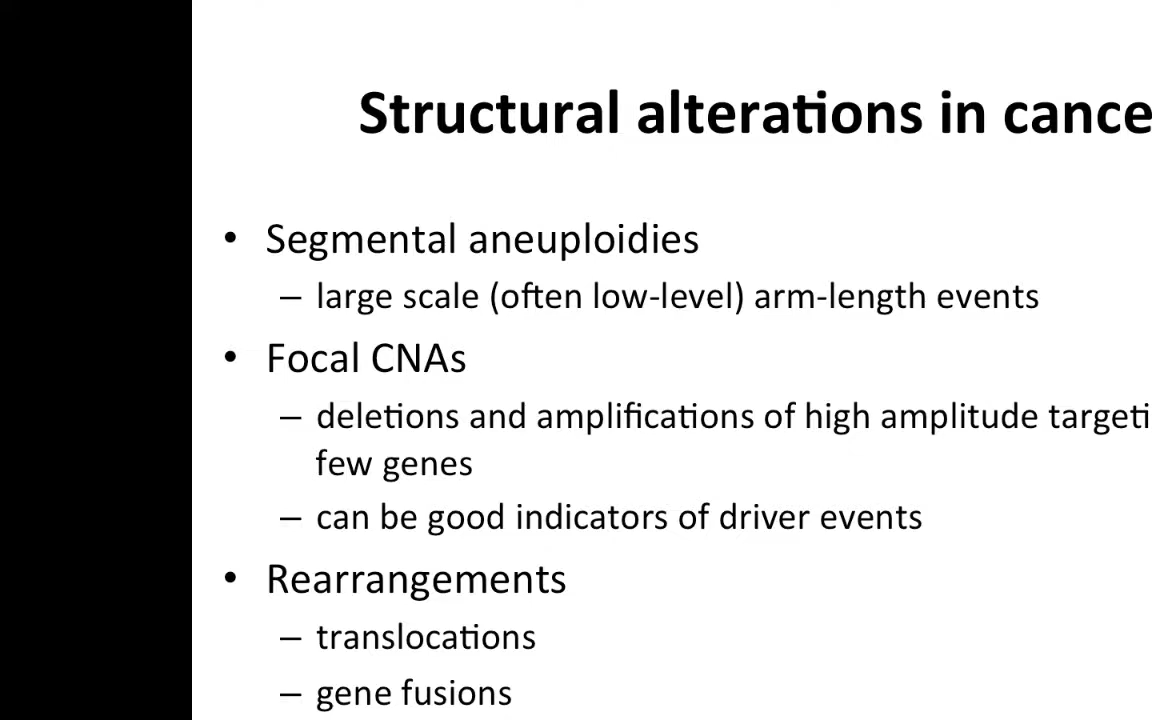 Structural alterations in cance
• Segmental aneuploidies
– large scale (often low-level) arm-length events
• Focal CNAs
– deletions and amplifications of high amplitude targeti
few genes
– can be good indicators of driver events
• Rearrangements
– translocations
– gene fusions